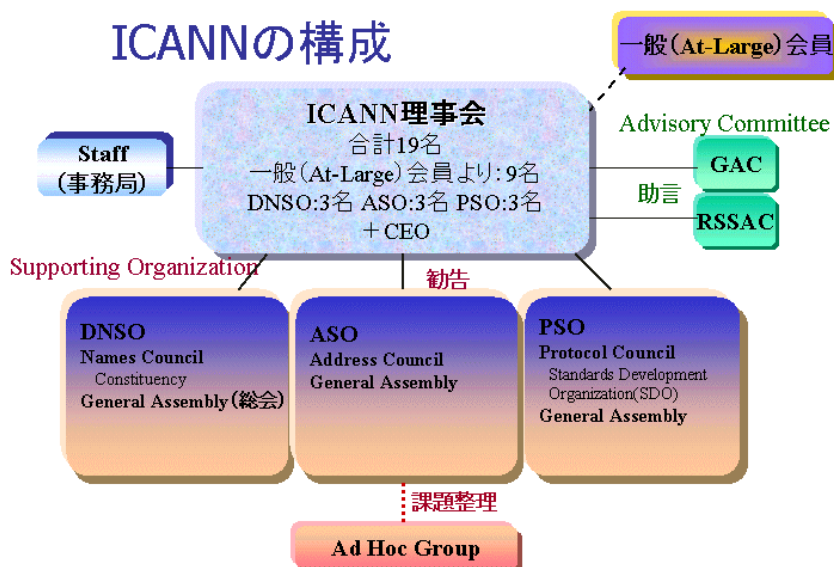 ICANNの構成
一般(At-Large)会員
ICANN理事会
合計19名
一般(At-Large)会員より:9名
DNSO:3名 ASO:3名 PSO:3名
+CEO
Staff
(事務局)
Advisory Committee
GAC
助言
RSSAC
Supporting Organization
勧告
DNSO
Names Council
Constituency
General Assembly(総会)
ASO
Address Council
General Assembly
PSO
Protocol Council
Standards Development
Organization(SDO)
General Assembly
課題整理
Ad Hoc Group